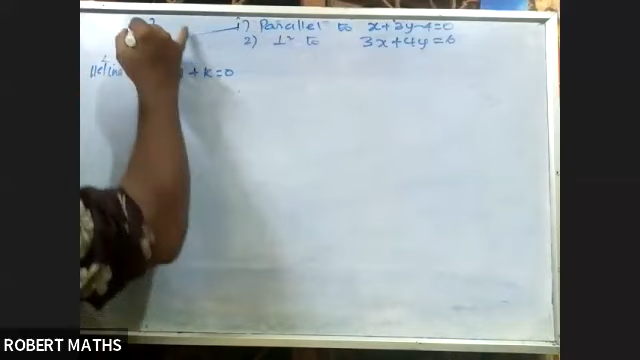 1) Parallel to x+2y-4=0
2) ⊥r to 3x+4y=6
+k=0
ROBERT MATHS